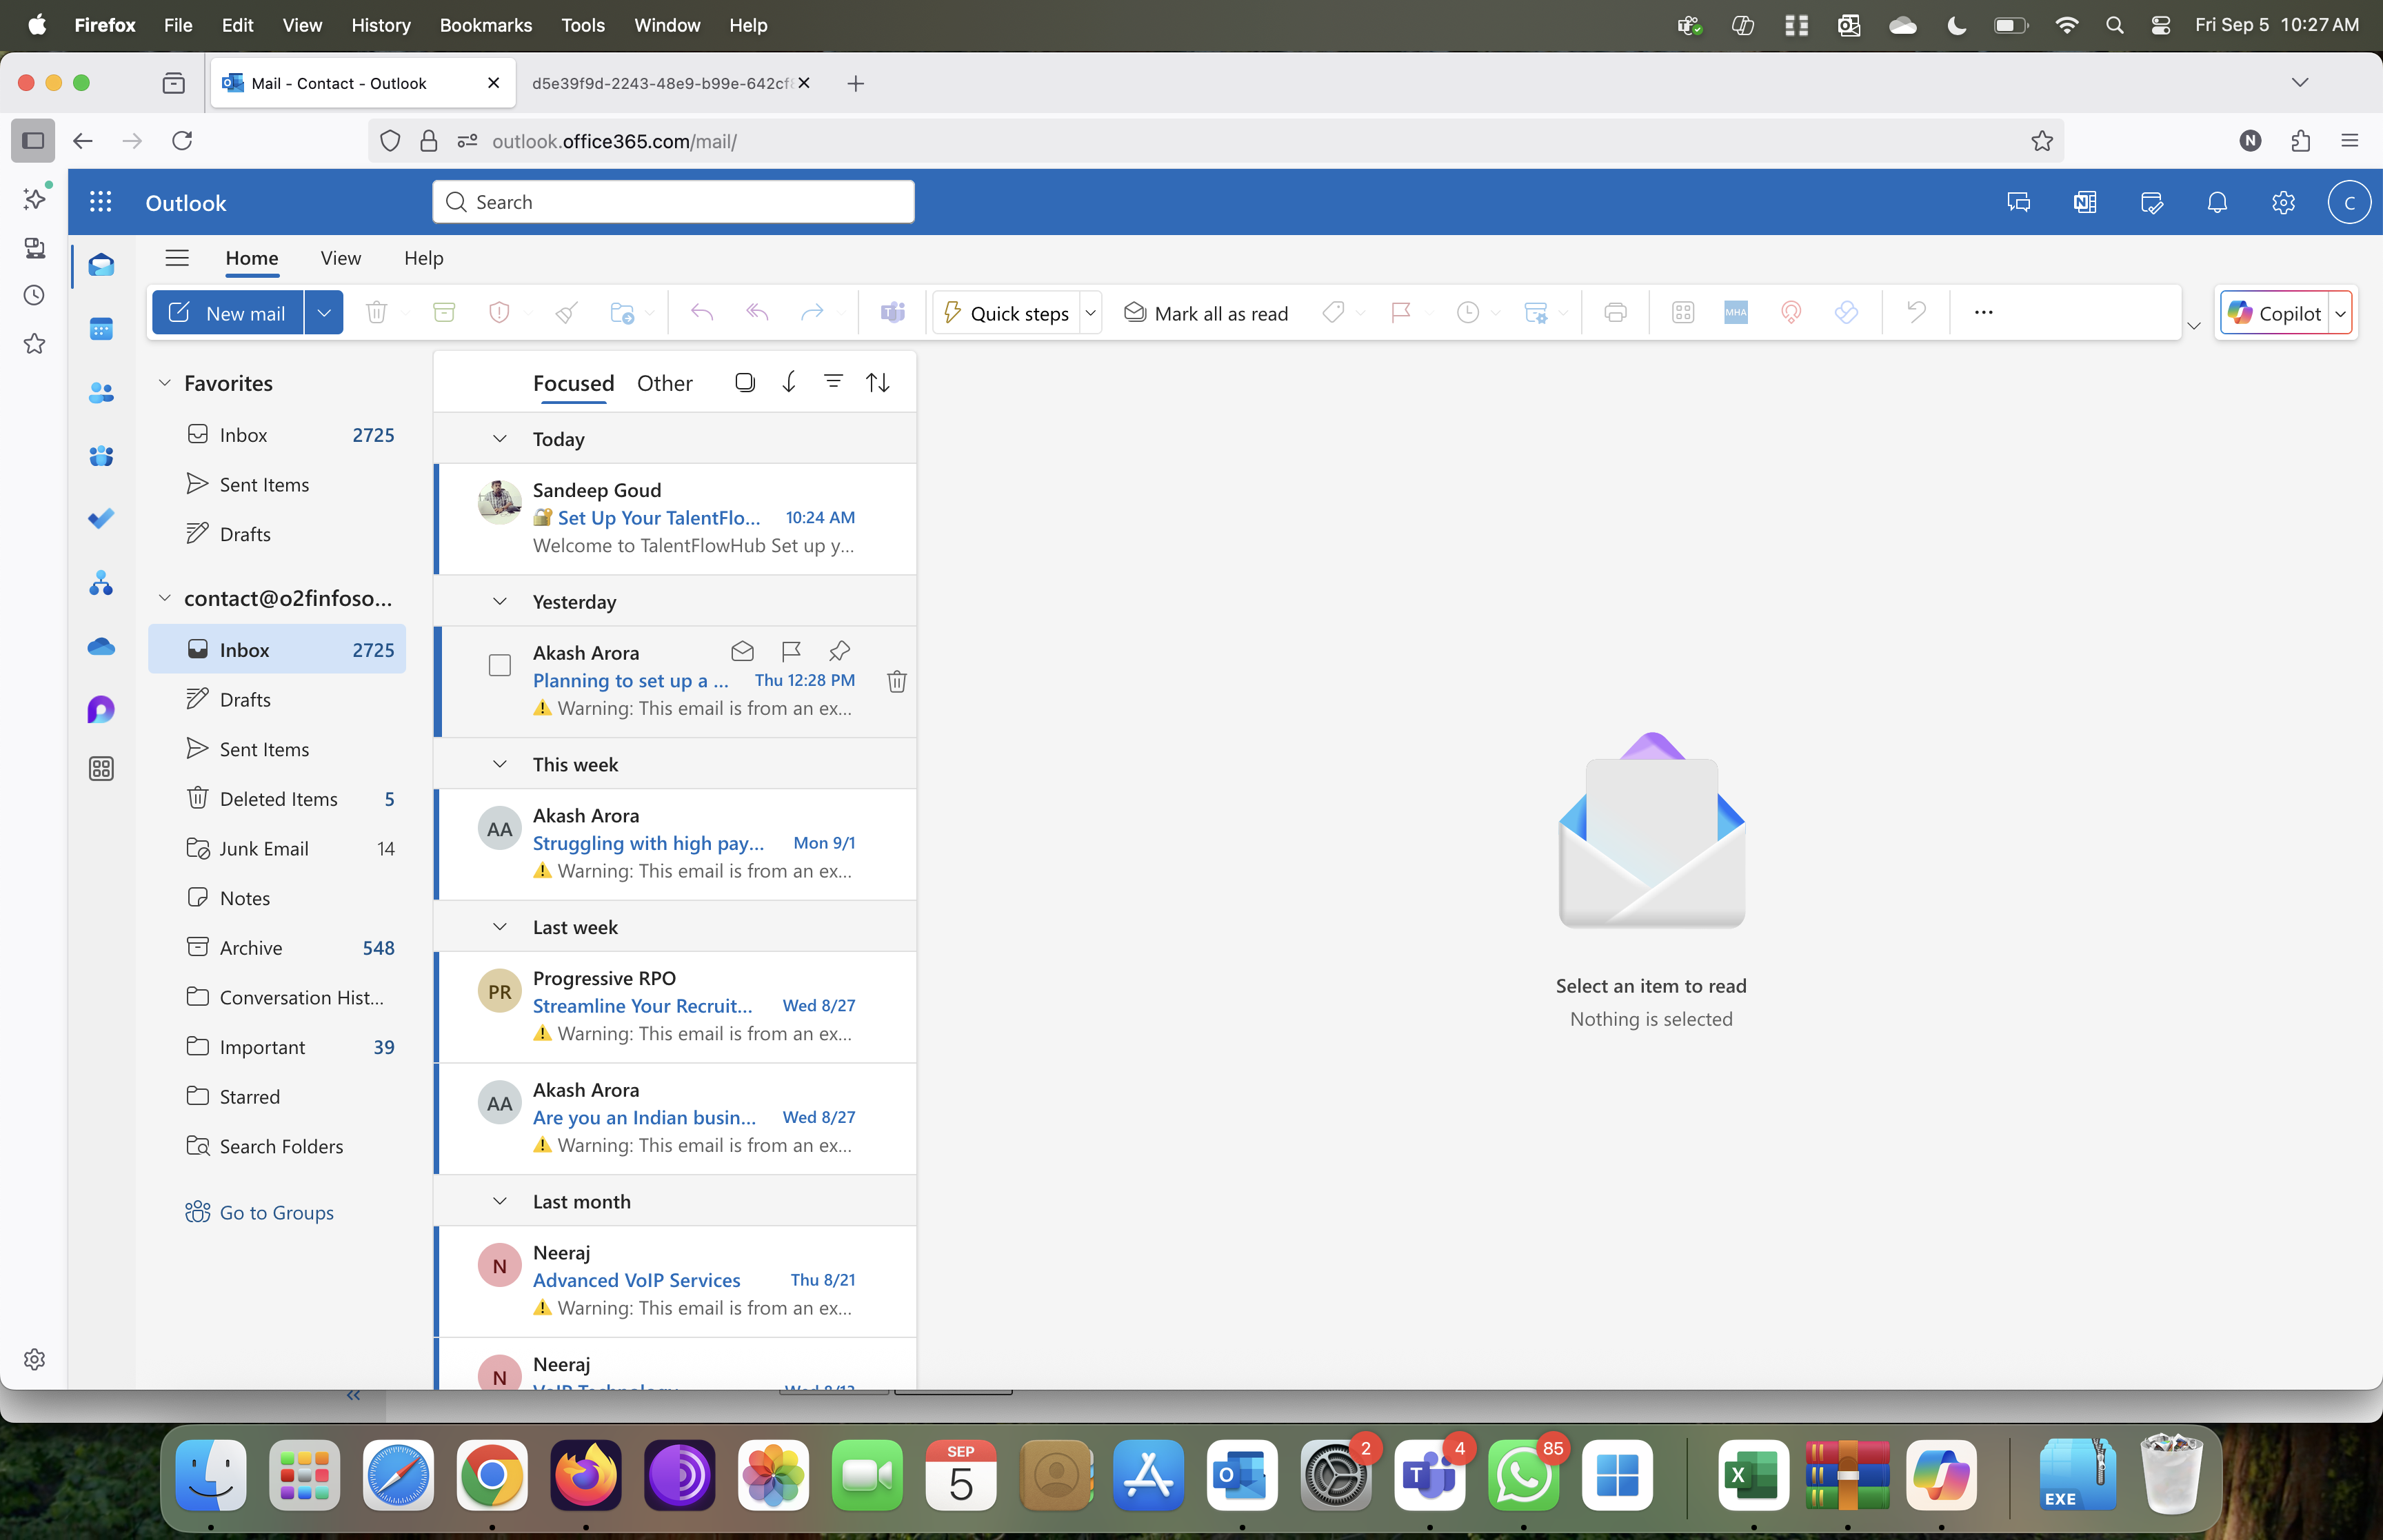 Firefox File Edit View History Bookmarks Tools Window Help Fri Sep 5 10:27 AM
Mail - Contact - Outlook d5e39f9d-2243-48e9-b99e-642cf
outlook.office365.com/mail/ N
Outlook Search C
Home View Help
New mail Quick steps Mark all as read MHA Copilot
Favorites
Inbox 2725
Sent Items
Drafts
contact@o2finfoso...
Inbox 2725
Drafts
Sent Items
Deleted Items 5
Junk Email 14
Notes
Archive 548
Conversation Hist...
Important 39
Starred
Search Folders
Go to Groups
Focused Other
Today
Sandeep Goud
🔐 Set Up Your TalentFlo... 10:24 AM
Welcome to TalentFlowHub Set up y...
Yesterday
Akash Arora
Planning to set up a ... Thu 12:28 PM
⚠ Warning: This email is from an ex...
This week
AA Akash Arora
Struggling with high pay... Mon 9/1
⚠ Warning: This email is from an ex...
Last week
PR Progressive RPO
Streamline Your Recruit... Wed 8/27
⚠ Warning: This email is from an ex...
AA Akash Arora
Are you an Indian busin... Wed 8/27
⚠ Warning: This email is from an ex...
Last month
N Neeraj
Advanced VoIP Services Thu 8/21
⚠ Warning: This email is from an ex...
N Neeraj
Select an item to read
Nothing is selected
SEP
5
2
4
85
EXE